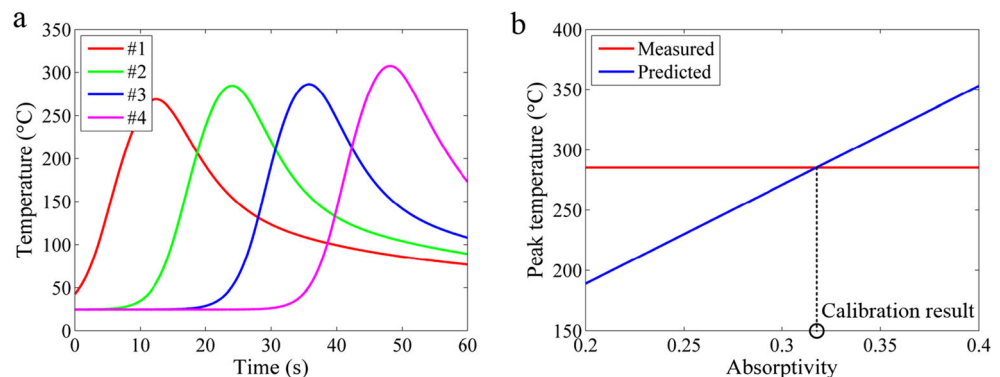 a
350
300
250
200
150
100
50
0
Temperature (°C)
#1
#2
#3
#4
0 10 20 30 40 50 60
Time (s)
b
400
350
300
250
200
150
Peak temperature (°C)
Measured
Predicted
Calibration result
0.2 0.25 0.3 0.35 0.4
Absorptivity